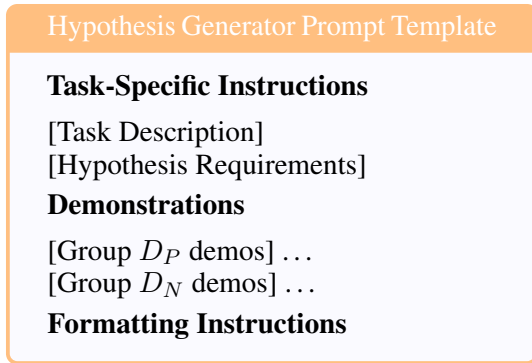 Hypothesis Generator Prompt Template
Task-Specific Instructions
[Task Description]
[Hypothesis Requirements]
Demonstrations
[Group D_P demos] …
[Group D_N demos] …
Formatting Instructions